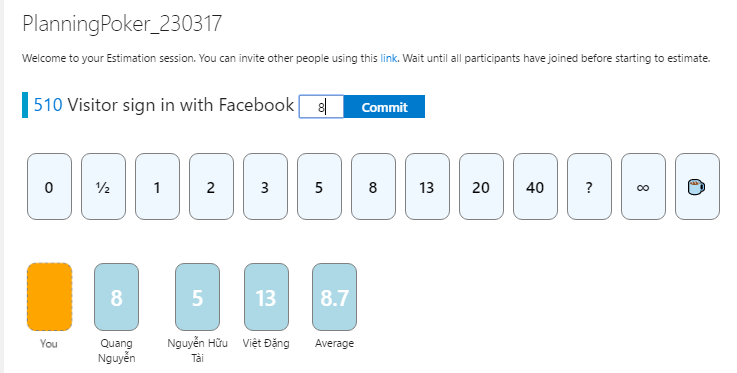 PlanningPoker_230317
Welcome to your Estimation session. You can invite other people using this link. Wait until all participants have joined before starting to estimate.
510 Visitor sign in with Facebook 8 Commit
0 ½ 1 2 3 5 8 13 20 40 ? ∞
8 5 13 8.7
You Quang Nguyễn Hữu Việt Đặng Average
Nguyễn Tài